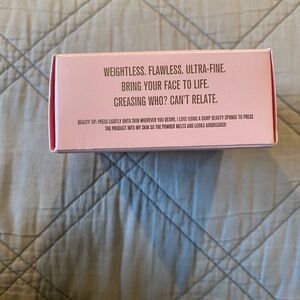 WEIGHTLESS. FLAWLESS. ULTRA-FINE.
BRING YOUR FACE TO LIFE.
CREASING WHO? CAN'T RELATE.
BEAUTY TIP: PRESS LIGHTLY ONTO SKIN WHEREVER YOU DESIRE. I LOVE USING A DAMP BEAUTY SPONGE TO PRESS
THE PRODUCT INTO MY SKIN SO THE POWDER MELTS AND LOOKS AIRBRUSHED!